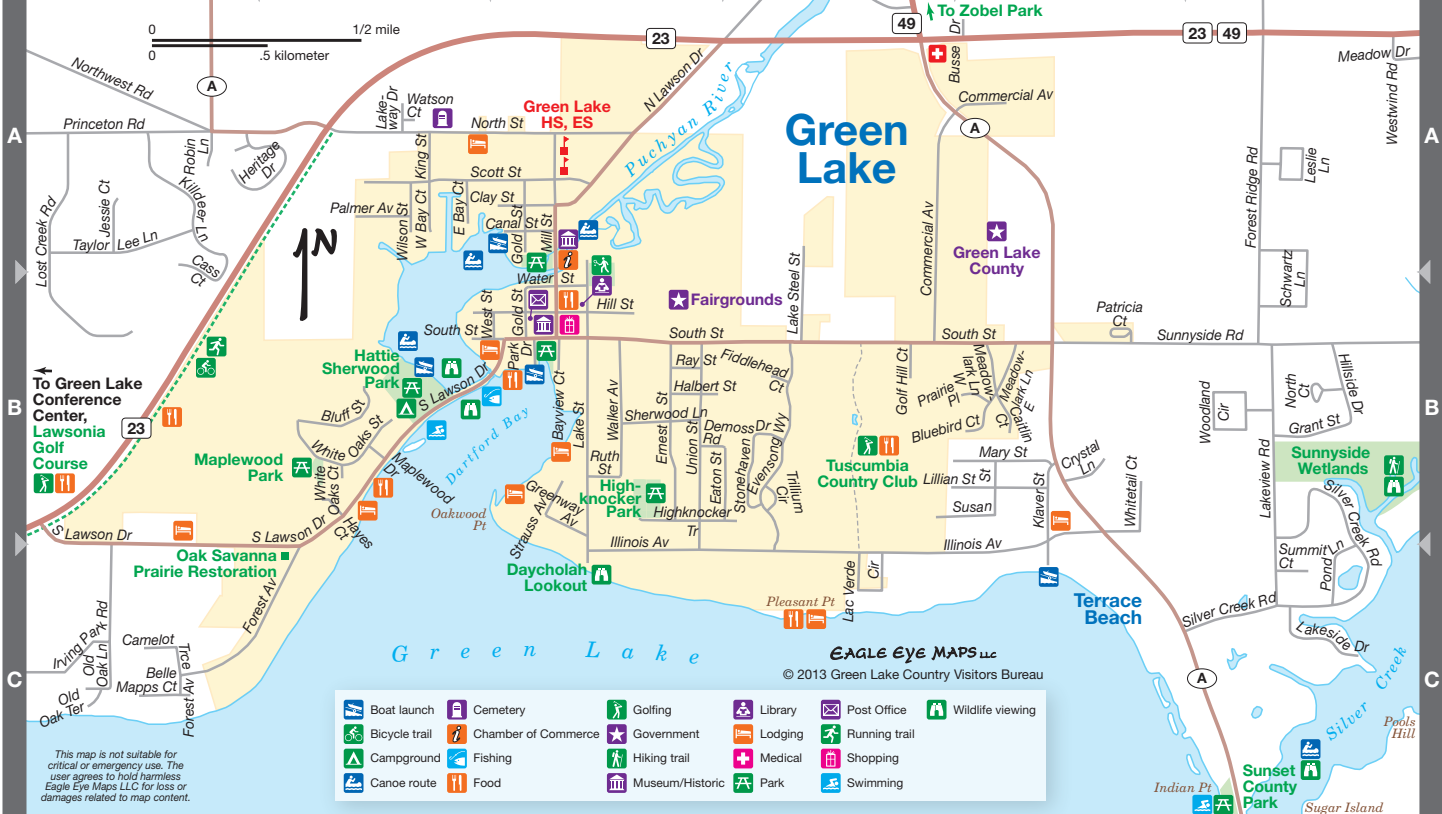 49
To Zobel Park
0
1/2 mile
0
.5 kilometer
23
23
49
Busse Dr
Meadow Dr
Westwind Rd
Northwest Rd
A
Lake-
way Dr
Watson
Ct
Green Lake
HS, ES
N Lawson Dr
Puchyan River
Commercial Av
A
Green
Lake
A
Princeton Rd
North St
A
Robin
Ln
Heritage
Dr
King St
Scott St
Forest Ridge Rd
Leslie
Ln
Killdeer Ln
Jessie Ct
Lost Creek Rd
Palmer Av
Wilson St
W Bay Ct
E Bay Ct
Clay St
Canal St
Gold St
Mill St
Taylor
Lee Ln
Cass
Ct
N
Commercial Av
Green Lake
County
Lake Steel St
Schwartz
Ln
Water St
Hill St
Fairgrounds
West St
Gold St
Patricia
Ct
South St
South St
South St
Sunnyside Rd
Hattie
Sherwood
Park
Park
Dr
S Lawson Dr
Ray St
Fiddlehead
Ct
Halbert St
Golf Hill Ct
Prairie
Pl
W
Meadow-
lark Ln
Meadow-
lark Ln
E
Caitlin
Ct
Bluebird Ct
North
Ct
Hillside Dr
Woodland
Cir
Grant St
To Green Lake
Conference
Center,
Lawsonia
Golf
Course
B
23
B
Bluff St
White Oaks St
White
Oaks Ct
Maplewood
Park
Maplewood
Dr
Dartford Bay
Bayview Ct
Lake St
Walker Av
Sherwood Ln
Ernest St
Union St
Demoss
Rd
Dr
Eaton St
Stonehaven
Evensong Wy
Trillium
Cir
Ruth
St
High-
knocker
Park
Highknocker
Tr
Tuscumbia
Country Club
Mary St
Lillian St
St
Susan
Klaver St
Crystal
Ln
Whitetail Ct
Lakeview Rd
Sunnyside
Wetlands
Silver Creek Rd
Oakwood
Pt
Greenway
Av
Strauss Av
Hayes
Ct
S Lawson Dr
S Lawson Dr
Oak Savanna
Prairie Restoration
Illinois Av
Illinois Av
Daycholah
Lookout
Pleasant Pt
Lac Verde
Cir
Terrace
Beach
Summit
Ct
Pond
Ln
Silver Creek Rd
Lakeside Dr
Forest Av
Irving Park Rd
Camelot
Trce
Old
Oak Ln
Belle
Mapps Ct
Old
Oak Ter
Forest Av
C
C
Green Lake
EAGLE EYE MAPS LLC
© 2013 Green Lake Country Visitors Bureau
A
Silver Creek
Pools
Hill
Boat launch
Cemetery
Golfing
Library
Post Office
Wildlife viewing
Bicycle trail
Chamber of Commerce
Government
Lodging
Running trail
Campground
Fishing
Hiking trail
Medical
Shopping
Canoe route
Food
Museum/Historic
Park
Swimming
This map is not suitable for
critical or emergency use. The
user agrees to hold harmless
Eagle Eye Maps LLC for loss or
damages related to map content.
Indian Pt
Sunset
County
Park
Sugar Island